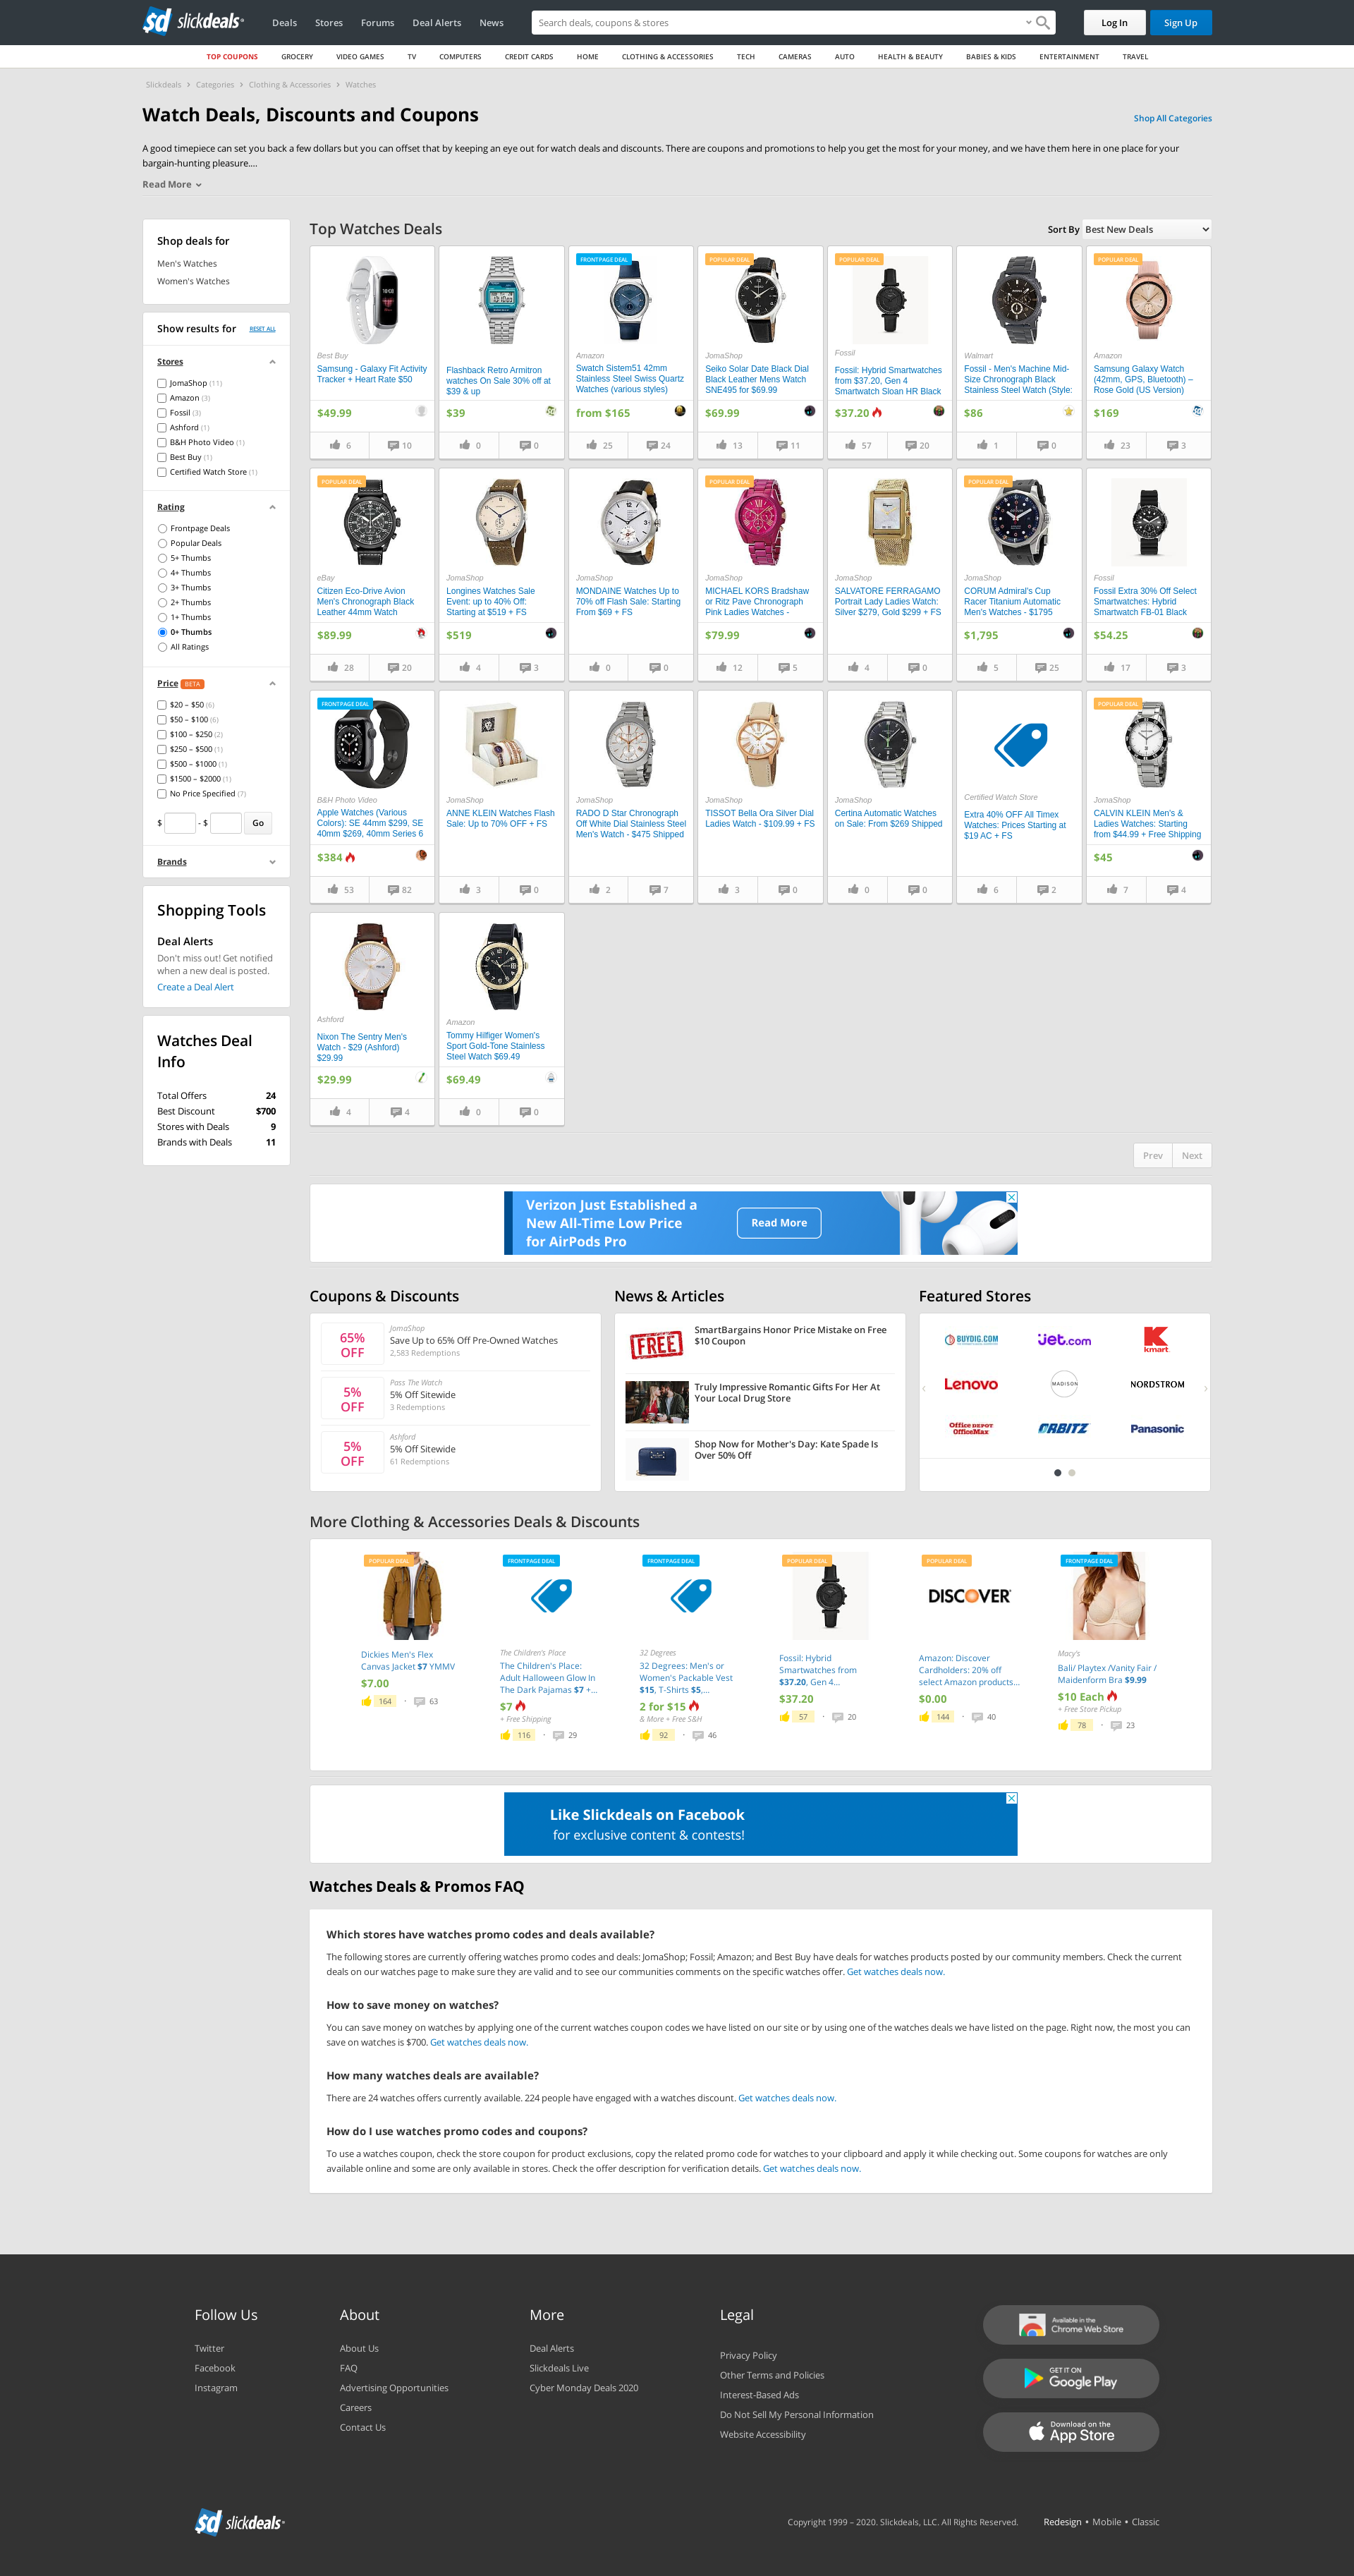 slickdeals
Deals
Stores
Forums
Deal Alerts
News
Search deals, coupons & stores
Log In
Sign Up
TOP COUPONS
GROCERY
VIDEO GAMES
TV
COMPUTERS
CREDIT CARDS
HOME
CLOTHING & ACCESSORIES
TECH
CAMERAS
AUTO
HEALTH & BEAUTY
BABIES & KIDS
ENTERTAINMENT
TRAVEL
Slickdeals > Categories > Clothing & Accessories > Watches
Watch Deals, Discounts and Coupons
Shop All Categories
A good timepiece can set you back a few dollars but you can offset that by keeping an eye out for watch deals and discounts. There are coupons and promotions to help you get the most for your money, and we have them here in one place for your
bargain-hunting pleasure....
Read More
Shop deals for
Men's Watches
Women's Watches
Show results for
RESET ALL
Stores
JomaShop (11)
Amazon (3)
Fossil (3)
Ashford (1)
B&H Photo Video (1)
Best Buy (1)
Certified Watch Store (1)
Rating
Frontpage Deals
Popular Deals
5+ Thumbs
4+ Thumbs
3+ Thumbs
2+ Thumbs
1+ Thumbs
0+ Thumbs
All Ratings
Price BETA
$20 – $50 (6)
$50 – $100 (6)
$100 – $250 (2)
$250 – $500 (1)
$500 – $1000 (1)
$1500 – $2000 (1)
No Price Specified (7)
$ - $ Go
Brands
Shopping Tools
Deal Alerts
Don't miss out! Get notified
when a new deal is posted.
Create a Deal Alert
Watches Deal
Info
Total Offers 24
Best Discount $700
Stores with Deals 9
Brands with Deals 11
Top Watches Deals
Sort By Best New Deals
Best Buy
Samsung - Galaxy Fit Activity
Tracker + Heart Rate $50
$49.99
6 10
Flashback Retro Armitron
watches On Sale 30% off at
$39 & up
$39
0 0
FRONTPAGE DEAL
Amazon
Swatch Sistem51 42mm
Stainless Steel Swiss Quartz
Watches (various styles)
from $165
25 24
POPULAR DEAL
JomaShop
Seiko Solar Date Black Dial
Black Leather Mens Watch
SNE495 for $69.99
$69.99
13 11
POPULAR DEAL
Fossil
Fossil: Hybrid Smartwatches
from $37.20, Gen 4
Smartwatch Sloan HR Black
$37.20
57 20
Walmart
Fossil - Men's Machine Mid-
Size Chronograph Black
Stainless Steel Watch (Style:
$86
1 0
POPULAR DEAL
Amazon
Samsung Galaxy Watch
(42mm, GPS, Bluetooth) –
Rose Gold (US Version)
$169
23 3
POPULAR DEAL
eBay
Citizen Eco-Drive Avion
Men's Chronograph Black
Leather 44mm Watch
$89.99
28 20
JomaShop
Longines Watches Sale
Event: up to 40% Off:
Starting at $519 + FS
$519
4 3
JomaShop
MONDAINE Watches Up to
70% off Flash Sale: Starting
From $69 + FS
0 0
POPULAR DEAL
JomaShop
MICHAEL KORS Bradshaw
or Ritz Pave Chronograph
Pink Ladies Watches -
$79.99
12 5
JomaShop
SALVATORE FERRAGAMO
Portrait Lady Ladies Watch:
Silver $279, Gold $299 + FS
4 0
POPULAR DEAL
JomaShop
CORUM Admiral's Cup
Racer Titanium Automatic
Men's Watches - $1795
$1,795
5 25
Fossil
Fossil Extra 30% Off Select
Smartwatches: Hybrid
Smartwatch FB-01 Black
$54.25
17 3
FRONTPAGE DEAL
B&H Photo Video
Apple Watches (Various
Colors): SE 44mm $299, SE
40mm $269, 40mm Series 6
$384
53 82
JomaShop
ANNE KLEIN Watches Flash
Sale: Up to 70% OFF + FS
3 0
JomaShop
RADO D Star Chronograph
Off White Dial Stainless Steel
Men's Watch - $475 Shipped
2 7
JomaShop
TISSOT Bella Ora Silver Dial
Ladies Watch - $109.99 + FS
3 0
JomaShop
Certina Automatic Watches
on Sale: From $269 Shipped
0 0
Certified Watch Store
Extra 40% OFF All Timex
Watches: Prices Starting at
$19 AC + FS
6 2
POPULAR DEAL
JomaShop
CALVIN KLEIN Men's &
Ladies Watches: Starting
from $44.99 + Free Shipping
$45
7 4
Ashford
Nixon The Sentry Men's
Watch - $29 (Ashford)
$29.99
$29.99
4 4
Amazon
Tommy Hilfiger Women's
Sport Gold-Tone Stainless
Steel Watch $69.49
$69.49
0 0
Prev
Next
Verizon Just Established a
New All-Time Low Price
for AirPods Pro
Read More
Coupons & Discounts
65%
OFF
JomaShop
Save Up to 65% Off Pre-Owned Watches
2,583 Redemptions
5%
OFF
Pass The Watch
5% Off Sitewide
3 Redemptions
5%
OFF
Ashford
5% Off Sitewide
61 Redemptions
News & Articles
FREE
SmartBargains Honor Price Mistake on Free
$10 Coupon
Truly Impressive Romantic Gifts For Her At
Your Local Drug Store
Shop Now for Mother's Day: Kate Spade Is
Over 50% Off
Featured Stores
BUYDIG.COM
jet.com
kmart
Lenovo
MADISON
NORDSTROM
Office DEPOT
OfficeMax
ORBITZ
Panasonic
More Clothing & Accessories Deals & Discounts
POPULAR DEAL
Dickies Men's Flex
Canvas Jacket $7 YMMV
$7.00
164 · 63
FRONTPAGE DEAL
The Children's Place
The Children's Place:
Adult Halloween Glow In
The Dark Pajamas $7 +...
$7
+ Free Shipping
116 · 29
FRONTPAGE DEAL
32 Degrees
32 Degrees: Men's or
Women's Packable Vest
$15, T-Shirts $5,...
2 for $15
& More + Free S&H
92 · 46
POPULAR DEAL
Fossil: Hybrid
Smartwatches from
$37.20, Gen 4...
$37.20
57 · 20
POPULAR DEAL
DISCOVER
Amazon: Discover
Cardholders: 20% off
select Amazon products...
$0.00
144 · 40
FRONTPAGE DEAL
Macy's
Bali/ Playtex /Vanity Fair /
Maidenform Bra $9.99
$10 Each
+ Free Store Pickup
78 · 23
Like Slickdeals on Facebook
for exclusive content & contests!
Watches Deals & Promos FAQ
Which stores have watches promo codes and deals available?
The following stores are currently offering watches promo codes and deals: JomaShop; Fossil; Amazon; and Best Buy have deals for watches products posted by our community members. Check the current
deals on our watches page to make sure they are valid and to see our communities comments on the specific watches offer. Get watches deals now.
How to save money on watches?
You can save money on watches by applying one of the current watches coupon codes we have listed on our site or by using one of the watches deals we have listed on the page. Right now, the most you can
save on watches is $700. Get watches deals now.
How many watches deals are available?
There are 24 watches offers currently available. 224 people have engaged with a watches discount. Get watches deals now.
How do I use watches promo codes and coupons?
To use a watches coupon, check the store coupon for product exclusions, copy the related promo code for watches to your clipboard and apply it while checking out. Some coupons for watches are only
available online and some are only available in stores. Check the offer description for verification details. Get watches deals now.
Follow Us
Twitter
Facebook
Instagram
About
About Us
FAQ
Advertising Opportunities
Careers
Contact Us
More
Deal Alerts
Slickdeals Live
Cyber Monday Deals 2020
Legal
Privacy Policy
Other Terms and Policies
Interest-Based Ads
Do Not Sell My Personal Information
Website Accessibility
Available in the
Chrome Web Store
GET IT ON
Google Play
Download on the
App Store
slickdeals
Copyright 1999 – 2020. Slickdeals, LLC. All Rights Reserved.
Redesign • Mobile • Classic